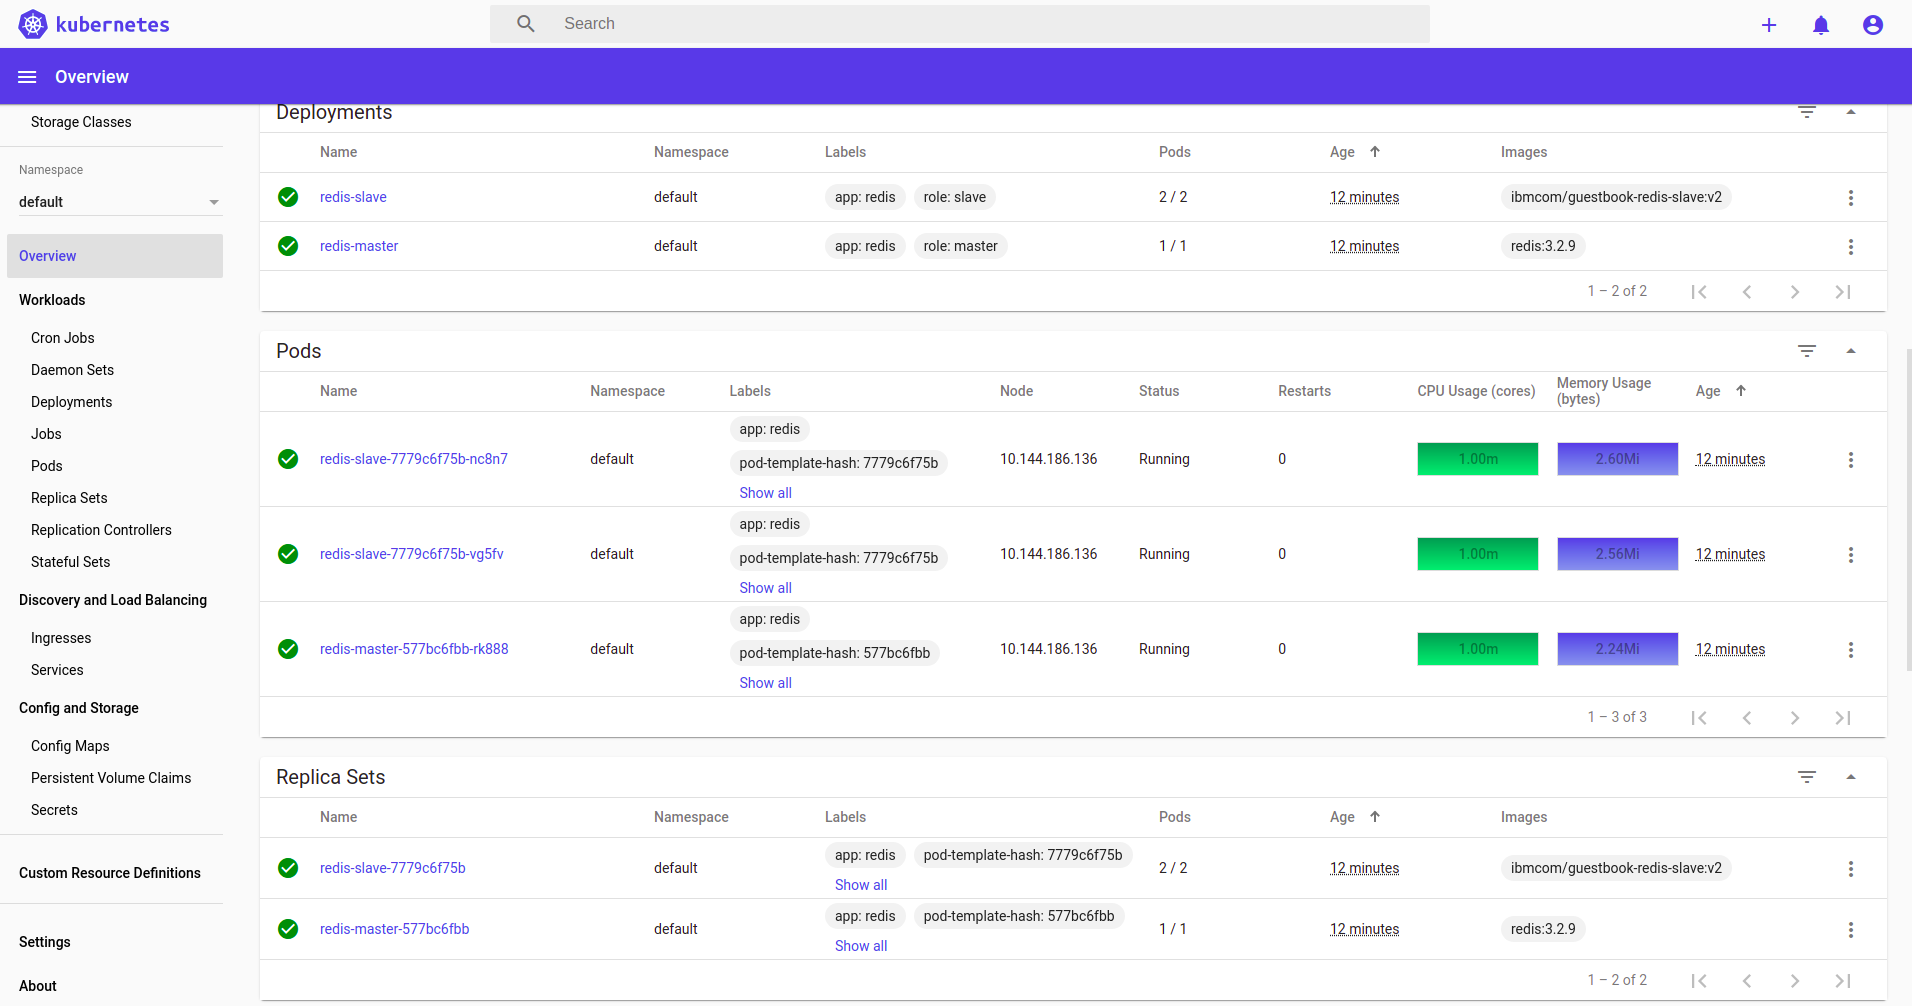 kubernetes
Search
Overview
Storage Classes
Namespace
default
Overview
Workloads
Cron Jobs
Daemon Sets
Deployments
Jobs
Pods
Replica Sets
Replication Controllers
Stateful Sets
Discovery and Load Balancing
Ingresses
Services
Config and Storage
Config Maps
Persistent Volume Claims
Secrets
Custom Resource Definitions
Settings
About
Deployments
Name Namespace Labels Pods Age Images
redis-slave default app: redis role: slave 2 / 2 12 minutes ibmcom/guestbook-redis-slave:v2
redis-master default app: redis role: master 1 / 1 12 minutes redis:3.2.9
1 – 2 of 2
Pods
Name Namespace Labels Node Status Restarts CPU Usage (cores) Memory Usage (bytes) Age
app: redis
redis-slave-7779c6f75b-nc8n7 default pod-template-hash: 7779c6f75b 10.144.186.136 Running 0 1.00m 2.60Mi 12 minutes
Show all
app: redis
redis-slave-7779c6f75b-vg5fv default pod-template-hash: 7779c6f75b 10.144.186.136 Running 0 1.00m 2.56Mi 12 minutes
Show all
app: redis
redis-master-577bc6fbb-rk888 default pod-template-hash: 577bc6fbb 10.144.186.136 Running 0 1.00m 2.24Mi 12 minutes
Show all
1 – 3 of 3
Replica Sets
Name Namespace Labels Pods Age Images
redis-slave-7779c6f75b default app: redis pod-template-hash: 7779c6f75b 2 / 2 12 minutes ibmcom/guestbook-redis-slave:v2
Show all
redis-master-577bc6fbb default app: redis pod-template-hash: 577bc6fbb 1 / 1 12 minutes redis:3.2.9
Show all
1 – 2 of 2